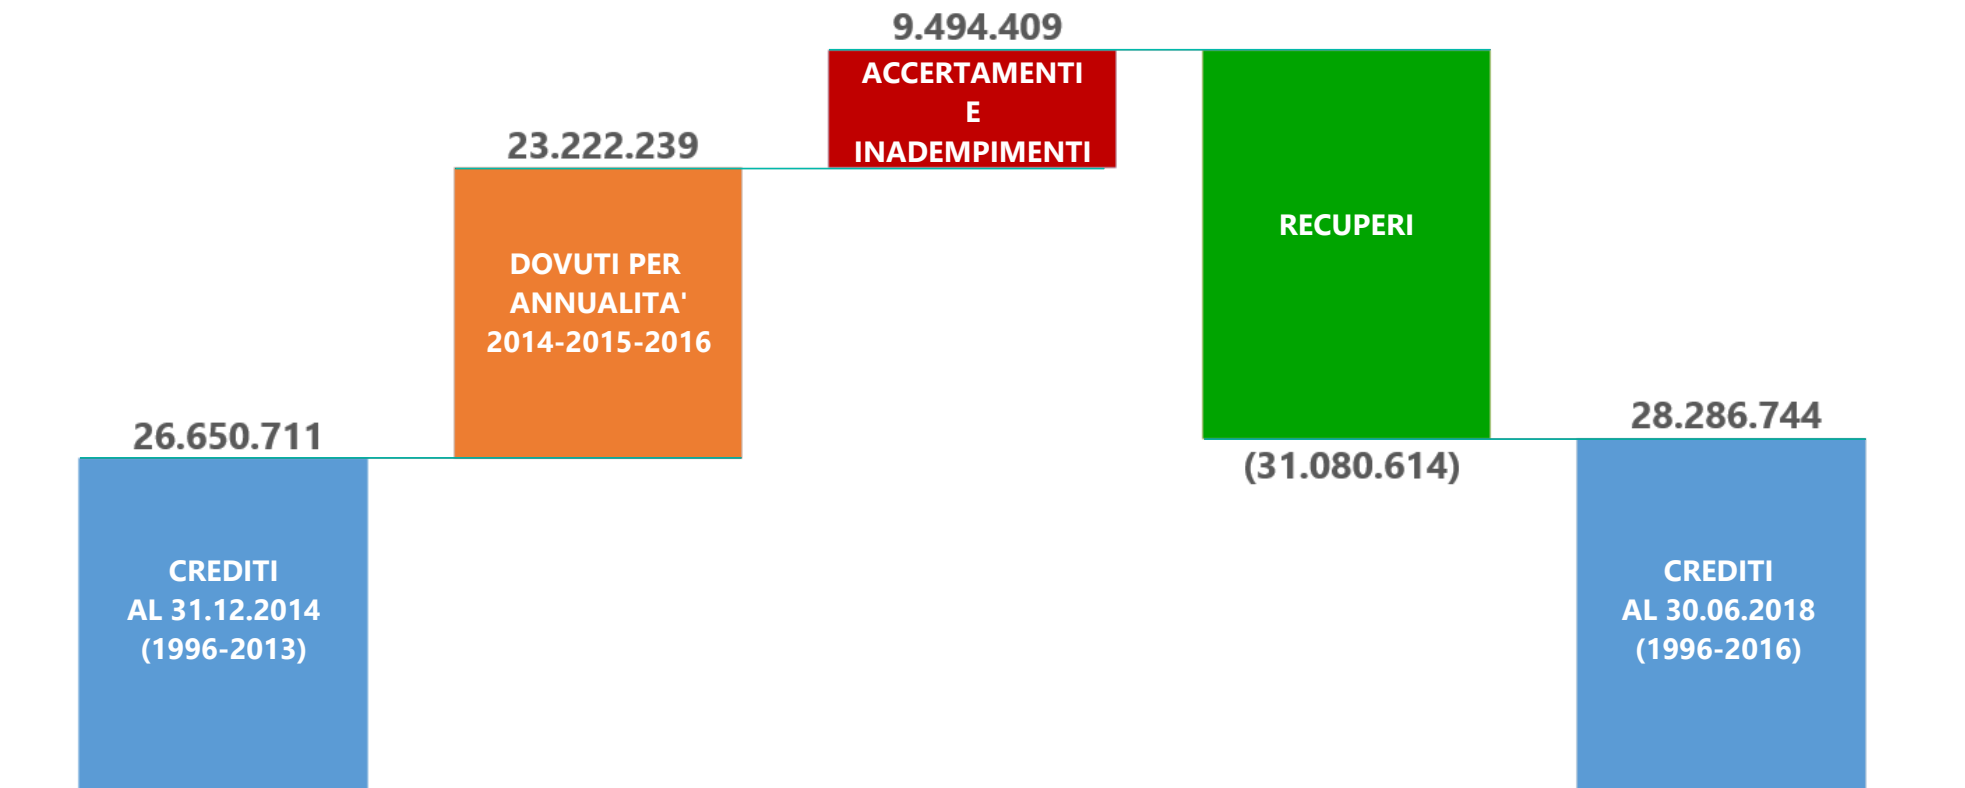 9.494.409
ACCERTAMENTI
E
INADEMPIMENTI
23.222.239
DOVUTI PER
ANNUALITA'
2014-2015-2016
RECUPERI
(31.080.614)
26.650.711
CREDITI
AL 31.12.2014
(1996-2013)
28.286.744
CREDITI
AL 30.06.2018
(1996-2016)